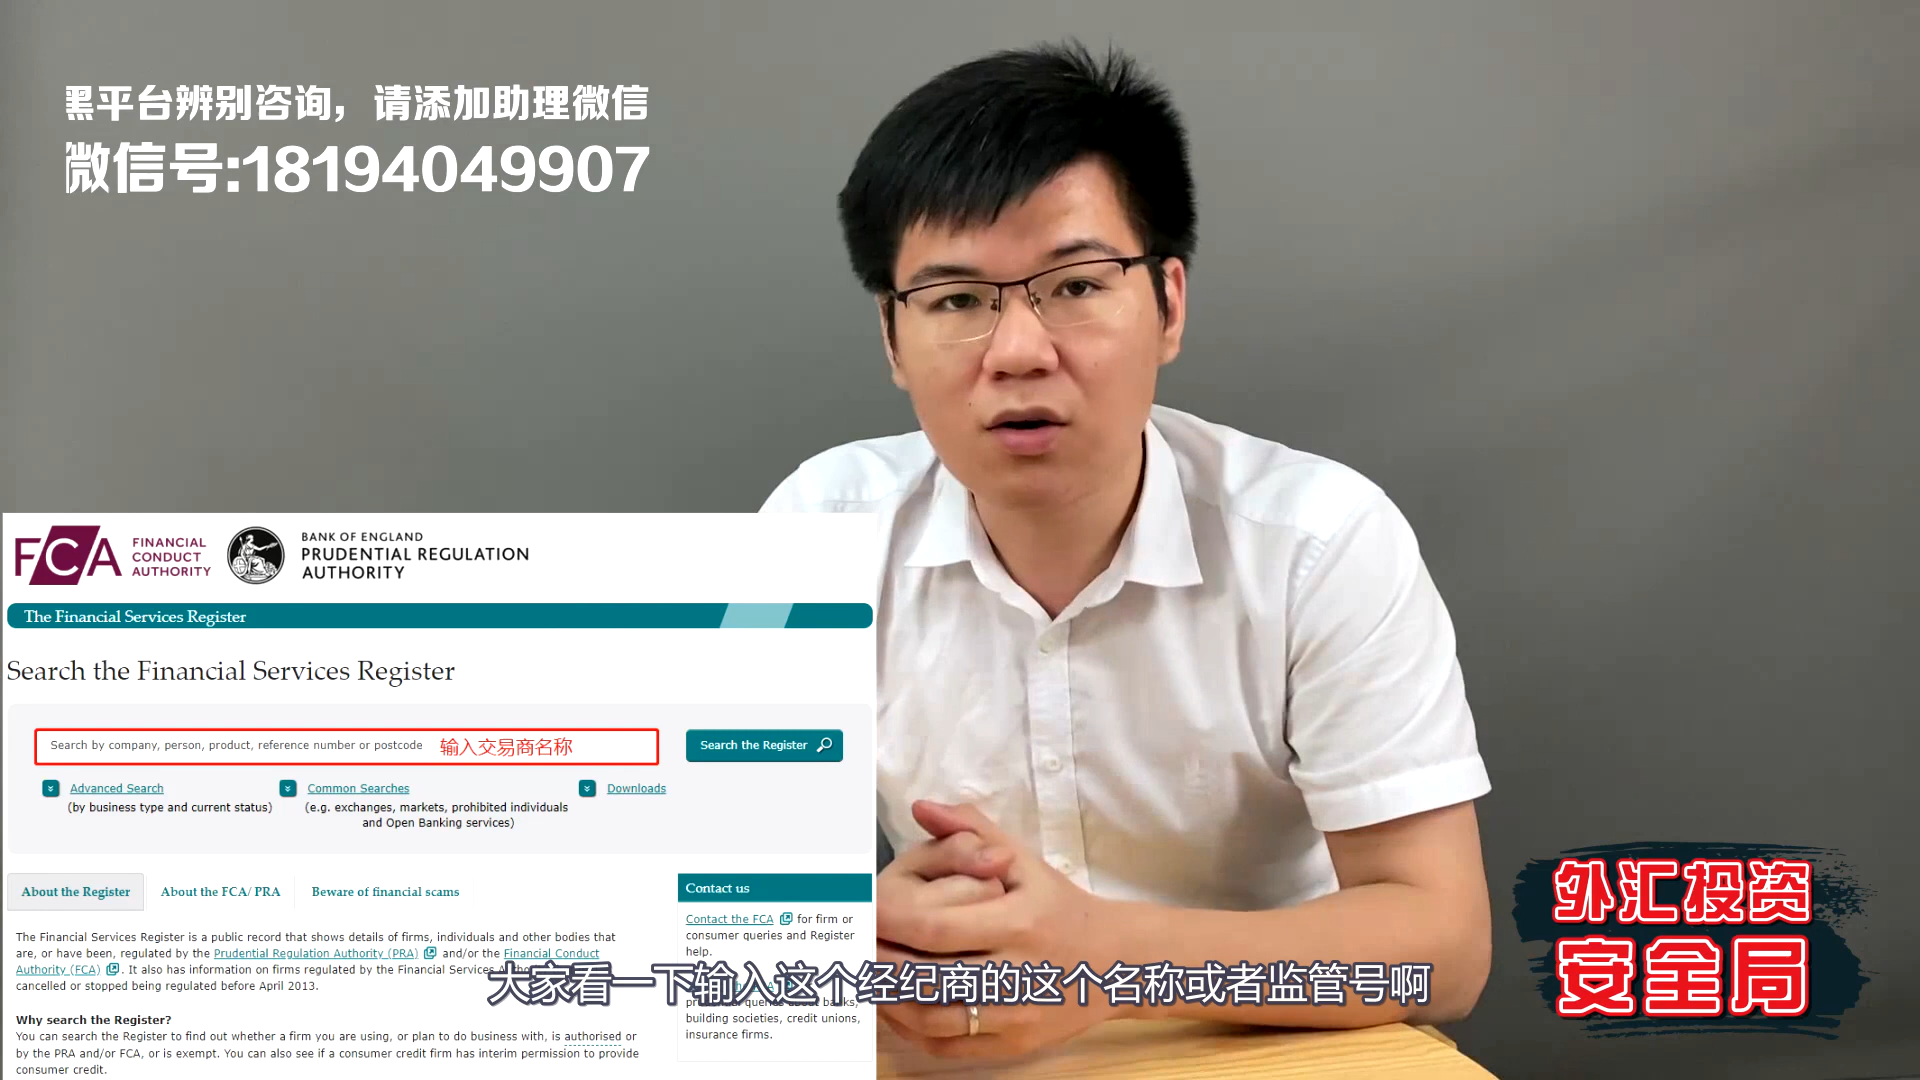 黑平台辨别咨询，请添加助理微信
微信号:18194049907
FCA FINANCIAL CONDUCT AUTHORITY
BANK OF ENGLAND
PRUDENTIAL REGULATION
AUTHORITY
The Financial Services Register
Search the Financial Services Register
Search by company, person, product, reference number or postcode 输入交易商名称
Search the Register
Advanced Search
(by business type and current status)
Common Searches
(e.g. exchanges, markets, prohibited individuals
and Open Banking services)
Downloads
About the Register
About the FCA/ PRA
Beware of financial scams
The Financial Services Register is a public record that shows details of firms, individuals and other bodies that
are, or have been, regulated by the Prudential Regulation Authority (PRA) and/or the Financial Conduct
Authority (FCA). It also has information on firms regulated by the Financial Services
cancelled or stopped being regulated before April 2013.
Why search the Register?
You can search the Register to find out whether a firm you are using, or plan to do business with, is authorised or
by the PRA and/or FCA, or is exempt. You can also see if a consumer credit firm has interim permission to provide
consumer credit.
Contact us
Contact the FCA for firm or
consumer queries and Register
help.
banks,
building societies, credit unions,
insurance firms.
大家看一下输入这个经纪商的这个名称或者监管号啊
外汇投资
安全局